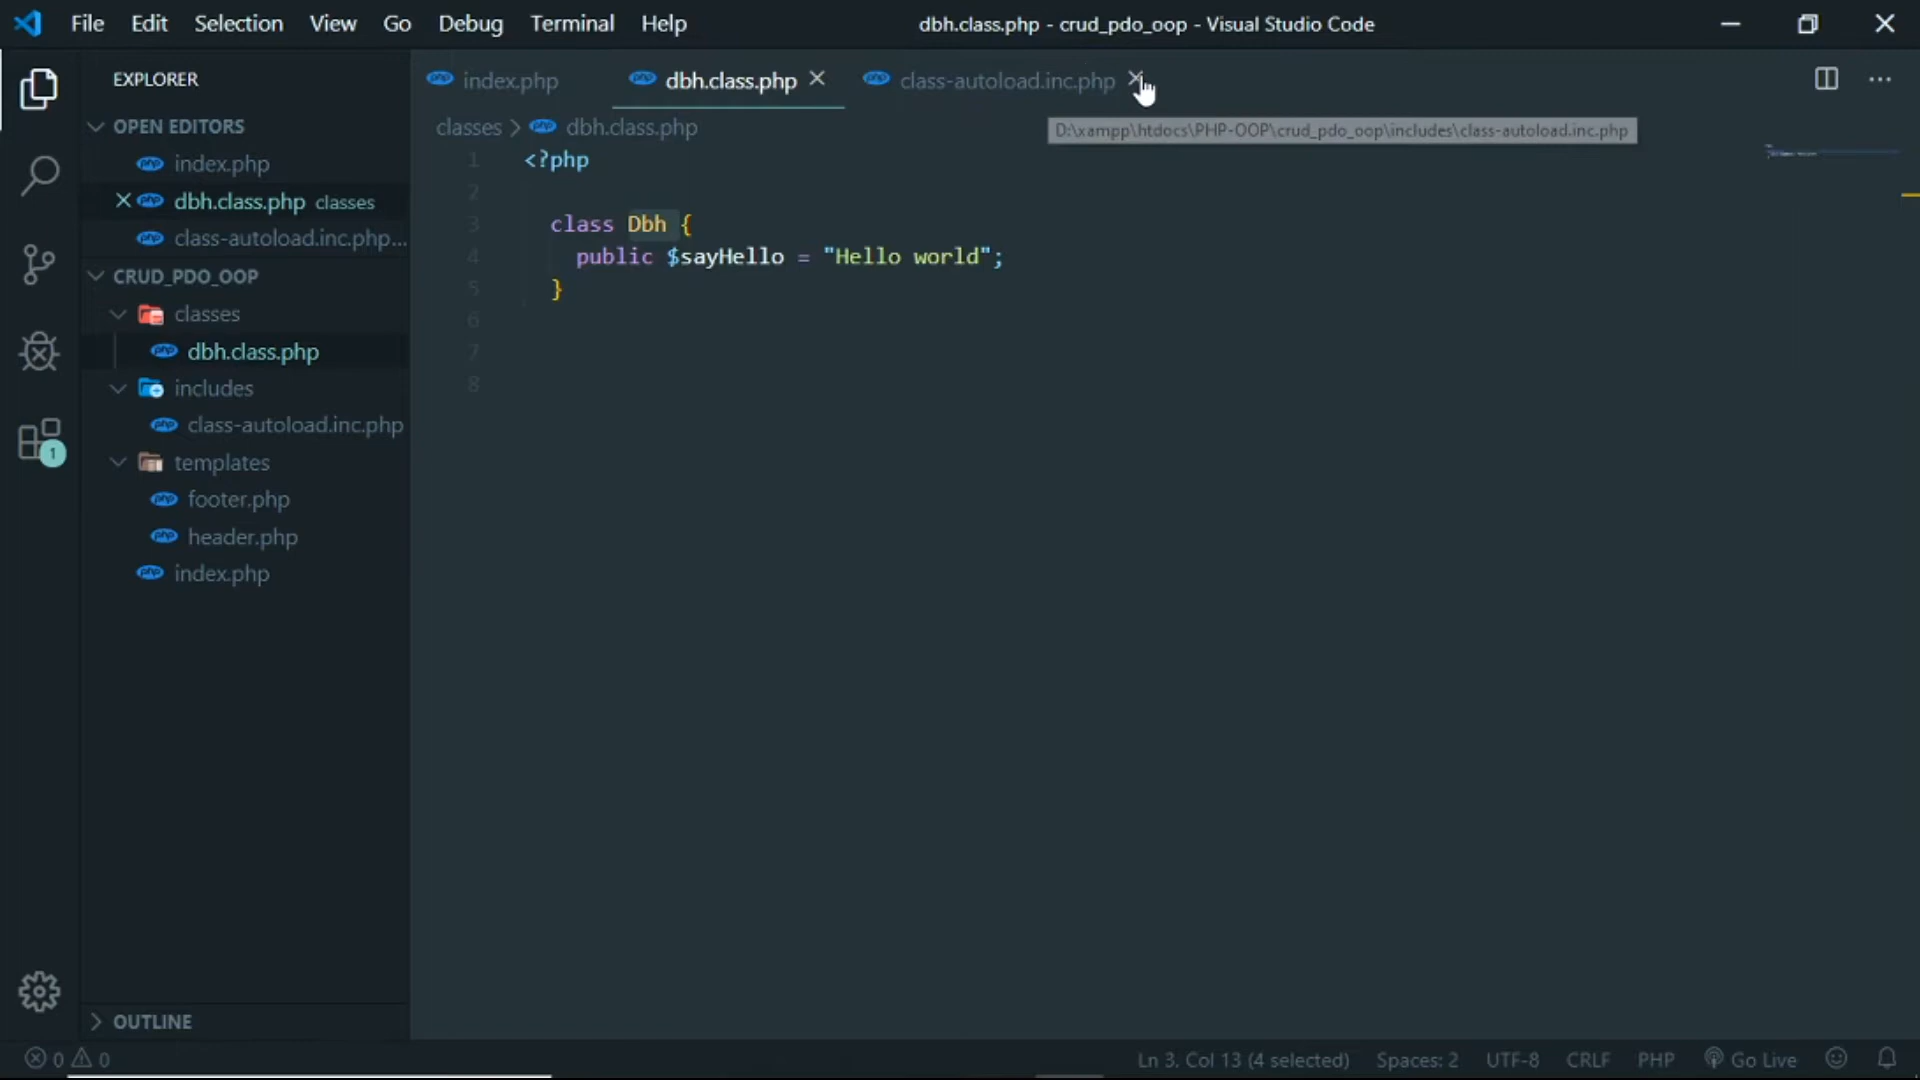 File Edit Selection View Go Debug Terminal Help
dbh.class.php - crud_pdo_oop - Visual Studio Code
EXPLORER
OPEN EDITORS
index.php
dbh.class.php classes
class-autoload.inc.php...
CRUD_PDO_OOP
classes
dbh.class.php
includes
class-autoload.inc.php
templates
footer.php
header.php
index.php
OUTLINE
1
index.php
dbh.class.php
class-autoload.inc.php
classes > dbh.class.php
D:\xampp\htdocs\PHP-OOP\crud_pdo_oop\includes\class-autoload.inc.php
1 <?php
2
3 class Dbh {
4 public $sayHello = "Hello world";
5 }
6
7
8
0 0
Ln 3, Col 13 (4 selected) Spaces: 2 UTF-8 CRLF PHP Go Live